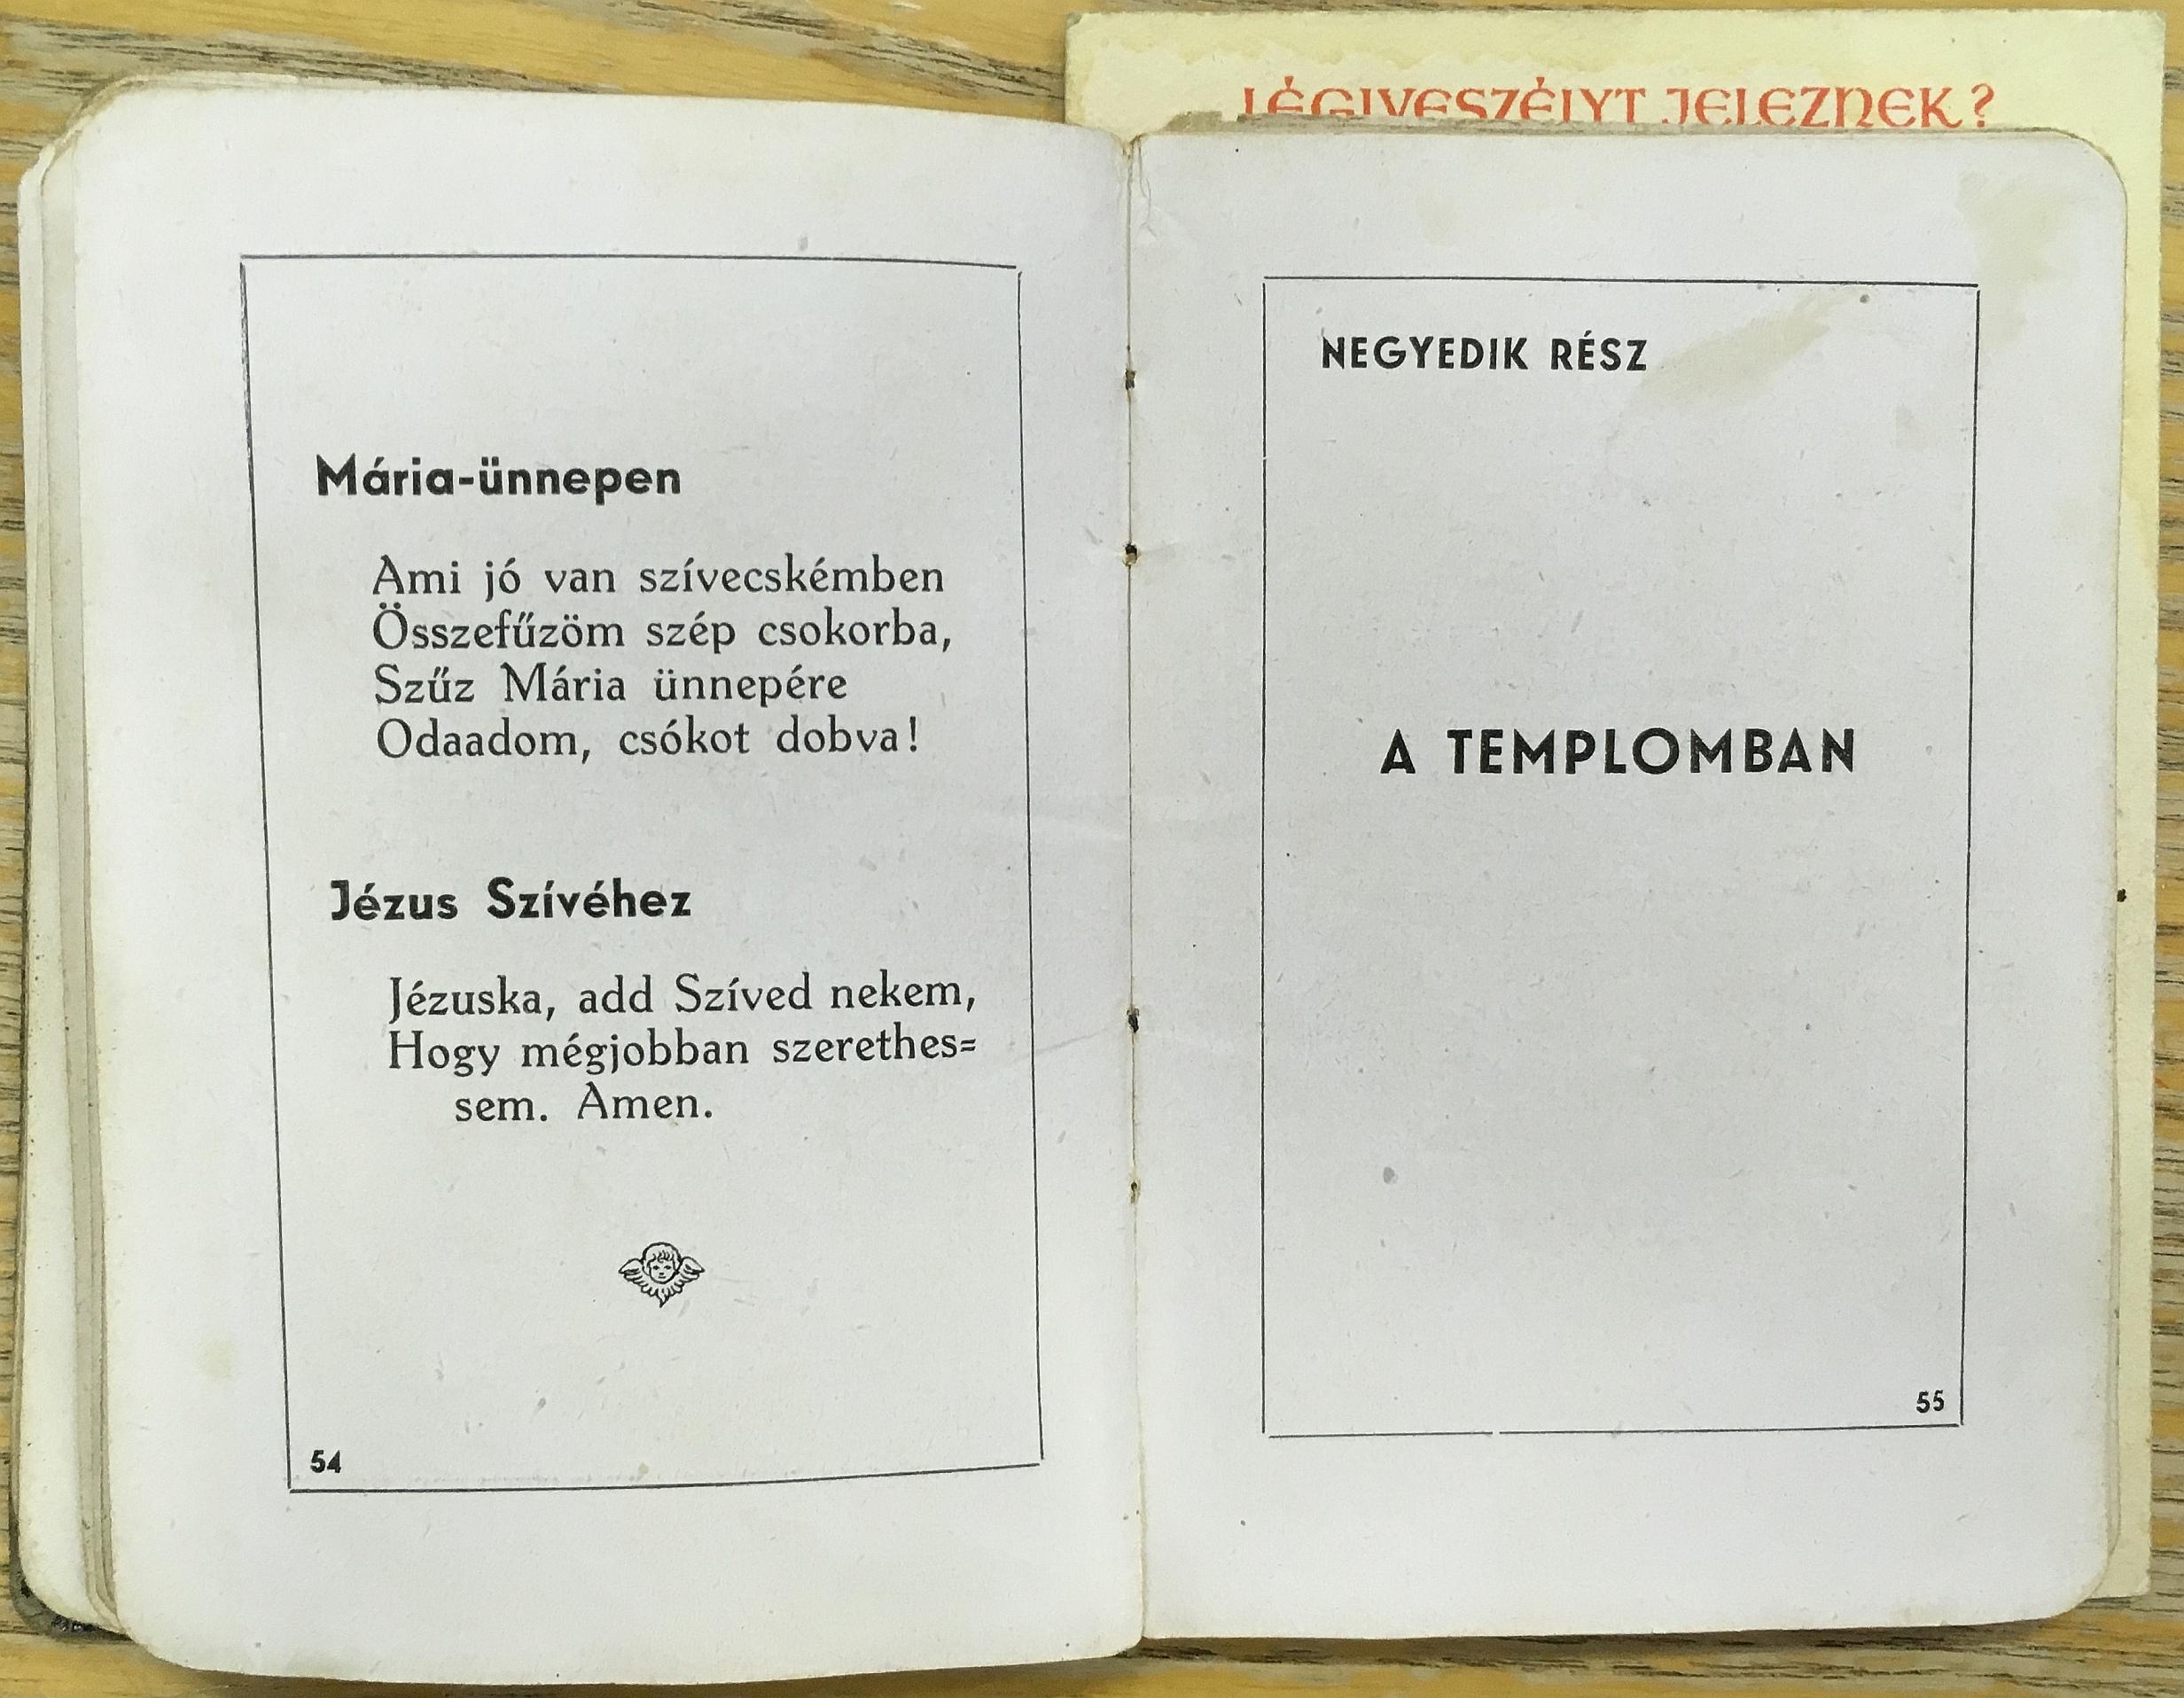 LÉGIVESZÉLYT JELEZNEK?
Mária-ünnepen
Ami jó van szívecskémben
Összefűzöm szép csokorba,
Szűz Mária ünnepére
Odaadom, csókot dobva!
Jézus Szívéhez
Jézuska, add Szíved nekem,
Hogy mégjobban szerethes=
sem. Amen.
54
NEGYEDIK RÉSZ
A TEMPLOMBAN
55